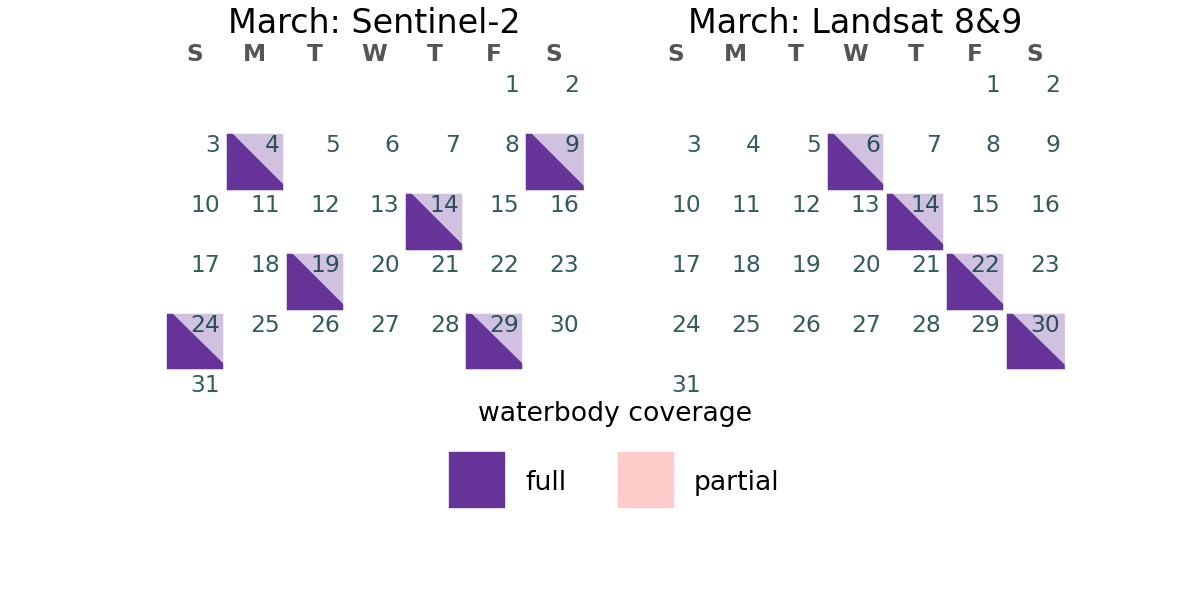 March: Sentinel-2
S M T W T F S
1 2
3 4 5 6 7 8 9
10 11 12 13 14 15 16
17 18 19 20 21 22 23
24 25 26 27 28 29 30
31
March: Landsat 8&9
S M T W T F S
1 2
3 4 5 6 7 8 9
10 11 12 13 14 15 16
17 18 19 20 21 22 23
24 25 26 27 28 29 30
31
waterbody coverage
full partial